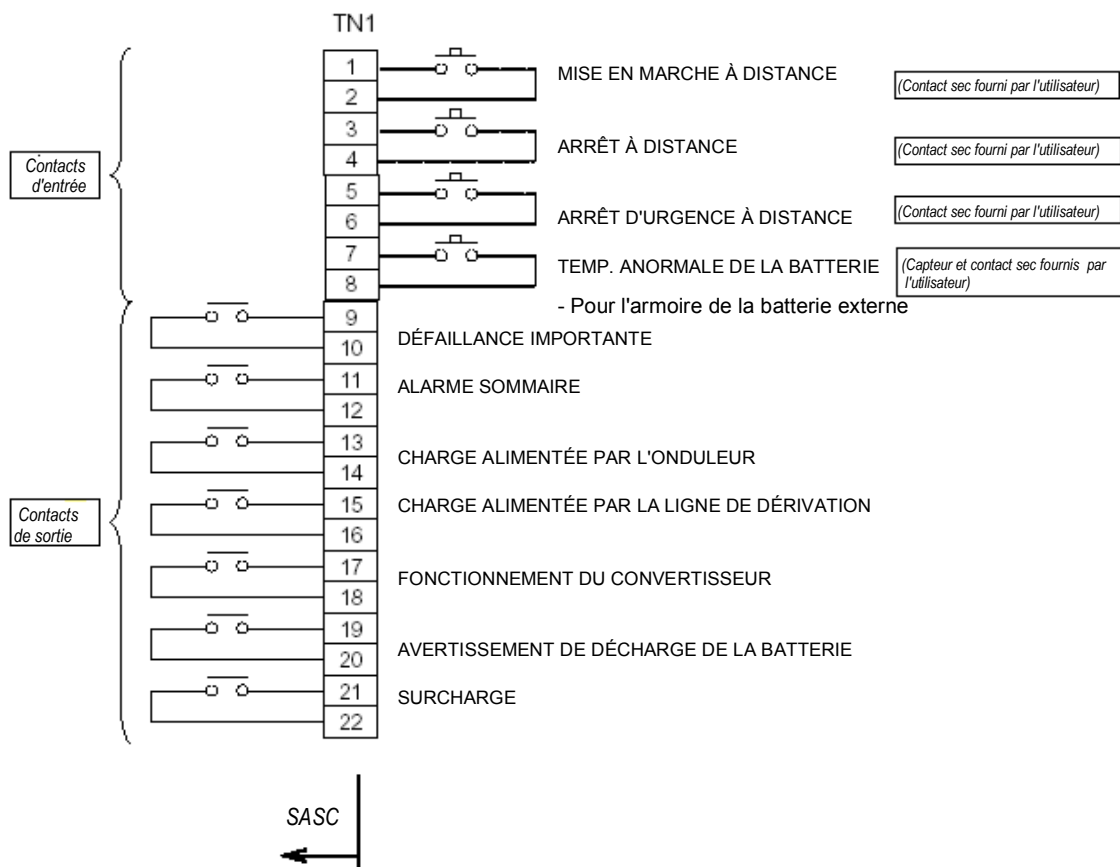 TN1
1
MISE EN MARCHE À DISTANCE
(Contact sec fourni par l'utilisateur)
2
3
ARRÊT À DISTANCE
(Contact sec fourni par l'utilisateur)
4
Contacts
d'entrée
5
6
ARRÊT D'URGENCE À DISTANCE
(Contact sec fourni par l'utilisateur)
7
TEMP. ANORMALE DE LA BATTERIE
(Capteur et contact sec fournis par
l'utilisateur)
8
- Pour l'armoire de la batterie externe
9
DÉFAILLANCE IMPORTANTE
10
11
ALARME SOMMAIRE
12
13
CHARGE ALIMENTÉE PAR L'ONDULEUR
14
15
CHARGE ALIMENTÉE PAR LA LIGNE DE DÉRIVATION
Contacts
de sortie
16
17
FONCTIONNEMENT DU CONVERTISSEUR
18
19
AVERTISSEMENT DE DÉCHARGE DE LA BATTERIE
20
21
SURCHARGE
22
SASC